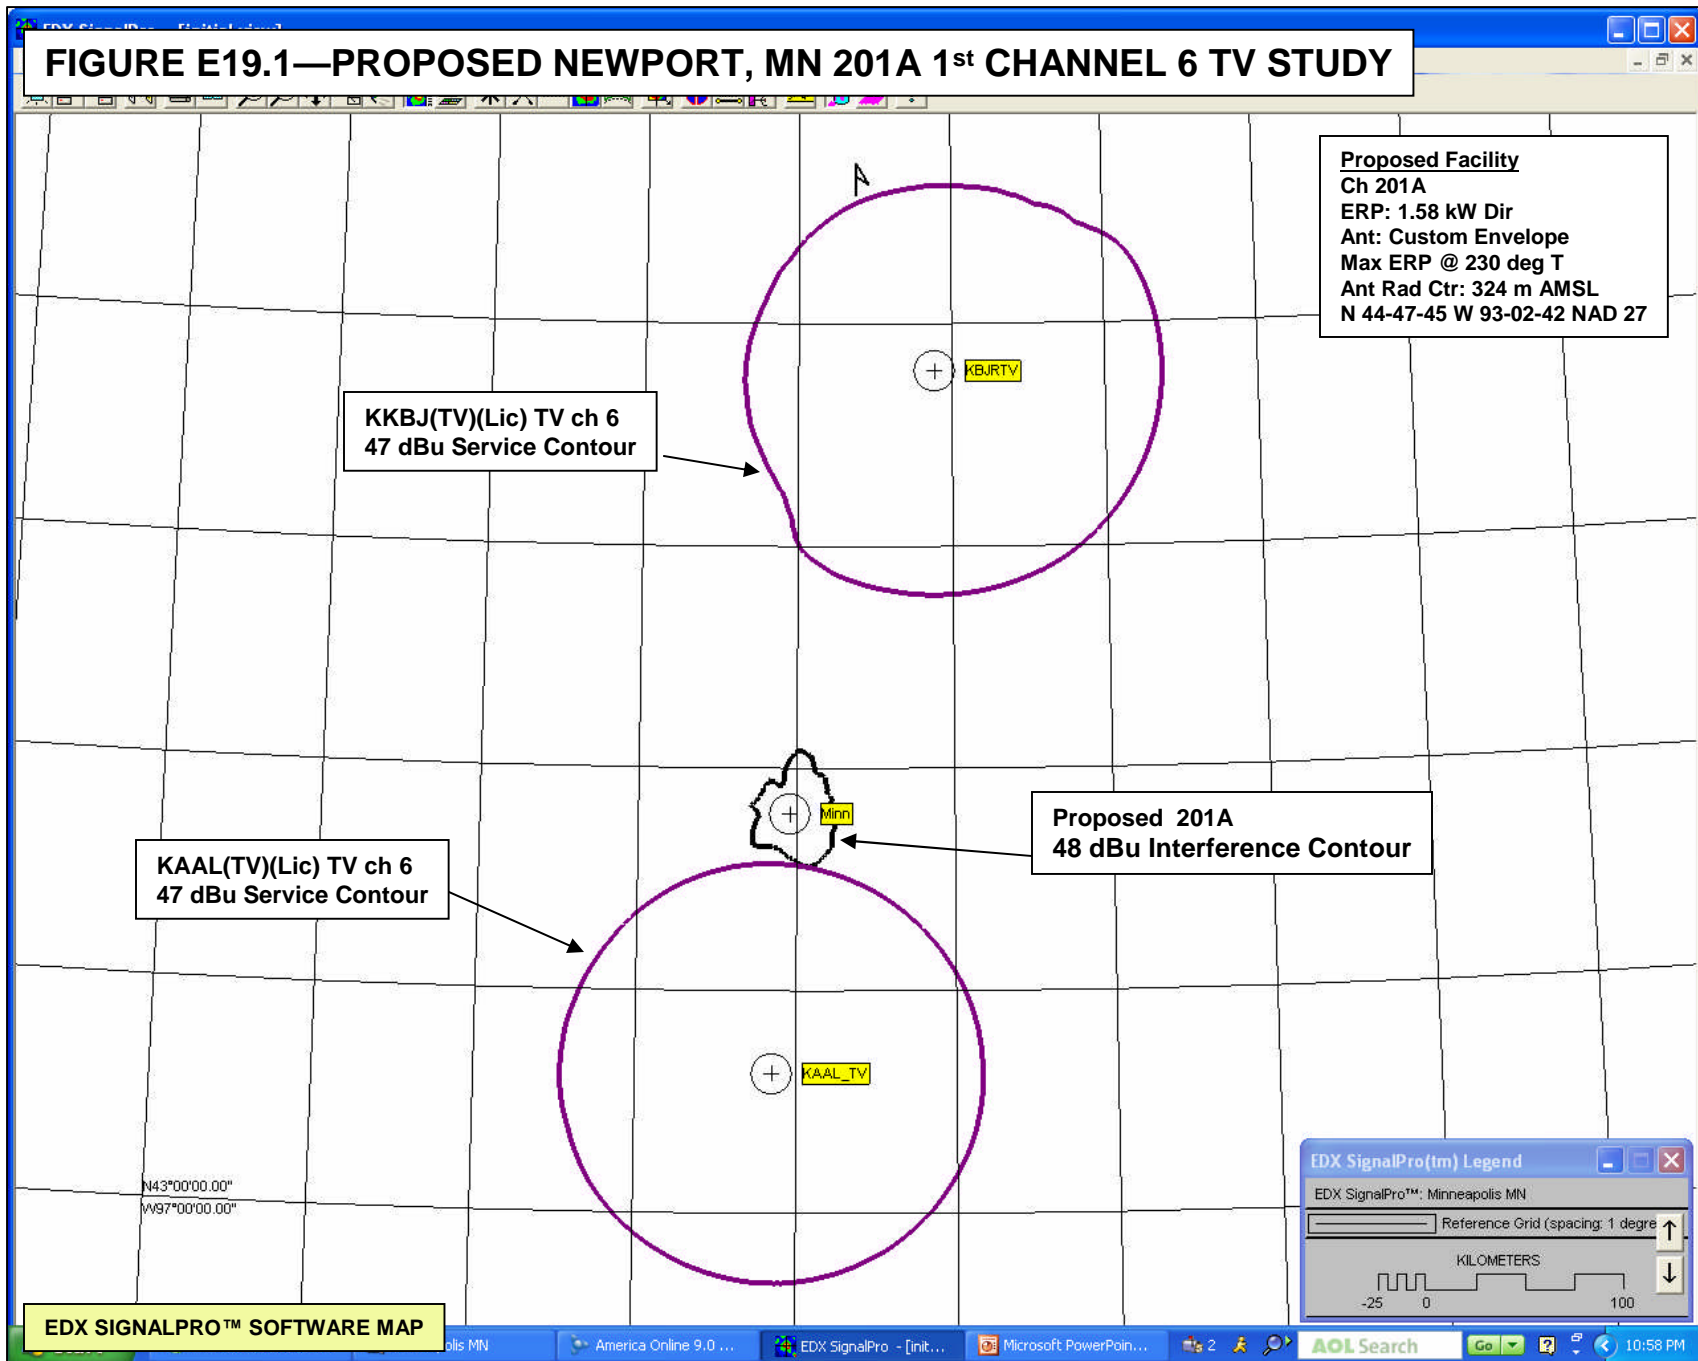 FIGURE E19.1—PROPOSED NEWPORT, MN 201A 1st CHANNEL 6 TV STUDY
Proposed Facility
Ch 201A
ERP: 1.58 kW Dir
Ant: Custom Envelope
Max ERP @ 230 deg T
Ant Rad Ctr: 324 m AMSL
N 44-47-45 W 93-02-42 NAD 27
KBJRTV
KKBJ(TV)(Lic) TV ch 6
47 dBu Service Contour
Minn
Proposed 201A
48 dBu Interference Contour
KAAL(TV)(Lic) TV ch 6
47 dBu Service Contour
KAAL_TV
N43°00'00.00"
W97°00'00.00"
EDX SignalPro(tm) Legend
EDX SignalPro™: Minneapolis MN
Reference Grid (spacing: 1 degre
KILOMETERS
-25 0 100
EDX SIGNALPRO™ SOFTWARE MAP
olis MN
America Online 9.0 ...
EDX SignalPro - [init...
Microsoft PowerPoin...
2
AOL Search
Go
10:58 PM